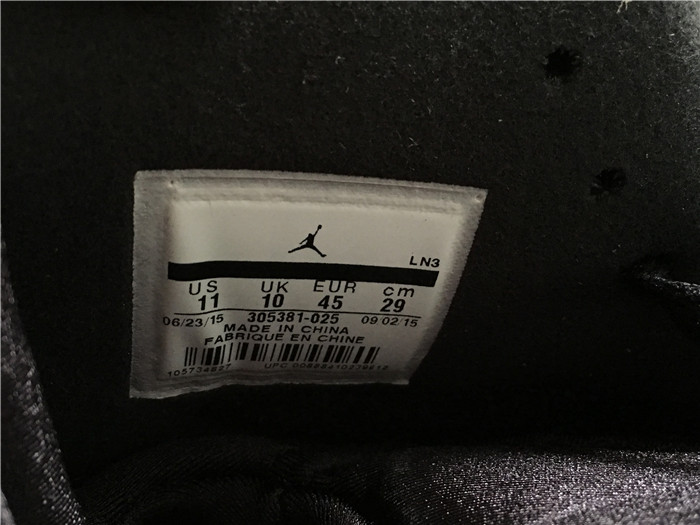 LN3
US UK EUR cm
11 10 45 29
06/23/15 305381-025 09/02/15
MADE IN CHINA
FABRIQUE EN CHINE
UPC